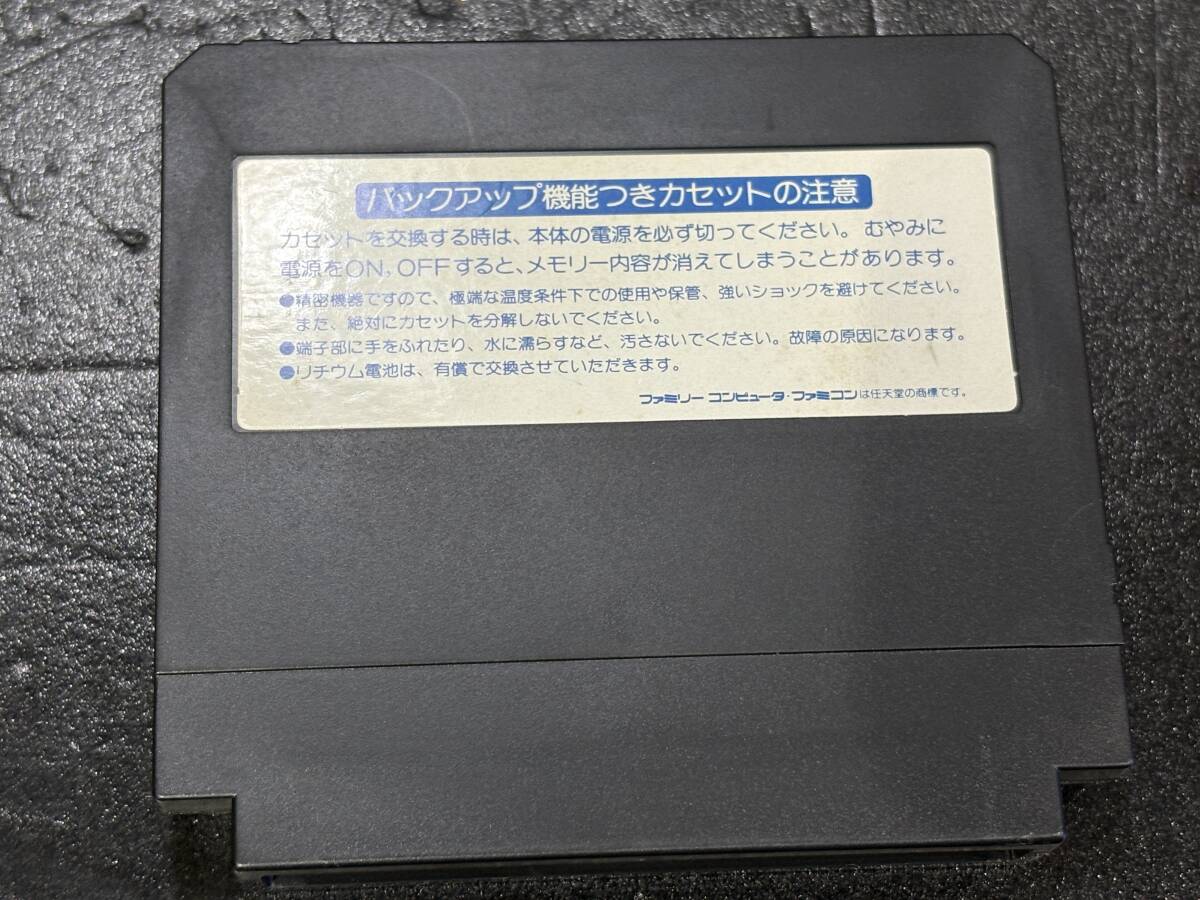 バックアップ機能つきカセットの注意
カセットを交換する時は、本体の電源を必ず切ってください。むやみに
電源をON,OFFすると、メモリー内容が消えてしまうことがあります。
●精密機器ですので、極端な温度条件下での使用や保管、強いショックを避けてください。
また、絶対にカセットを分解しないでください。
●端子部に手をふれたり、水に濡らすなど、汚さないでください。故障の原因になります。
●リチウム電池は、有償で交換させていただきます。
ファミリー コンピュータ・ファミコンは任天堂の商標です。